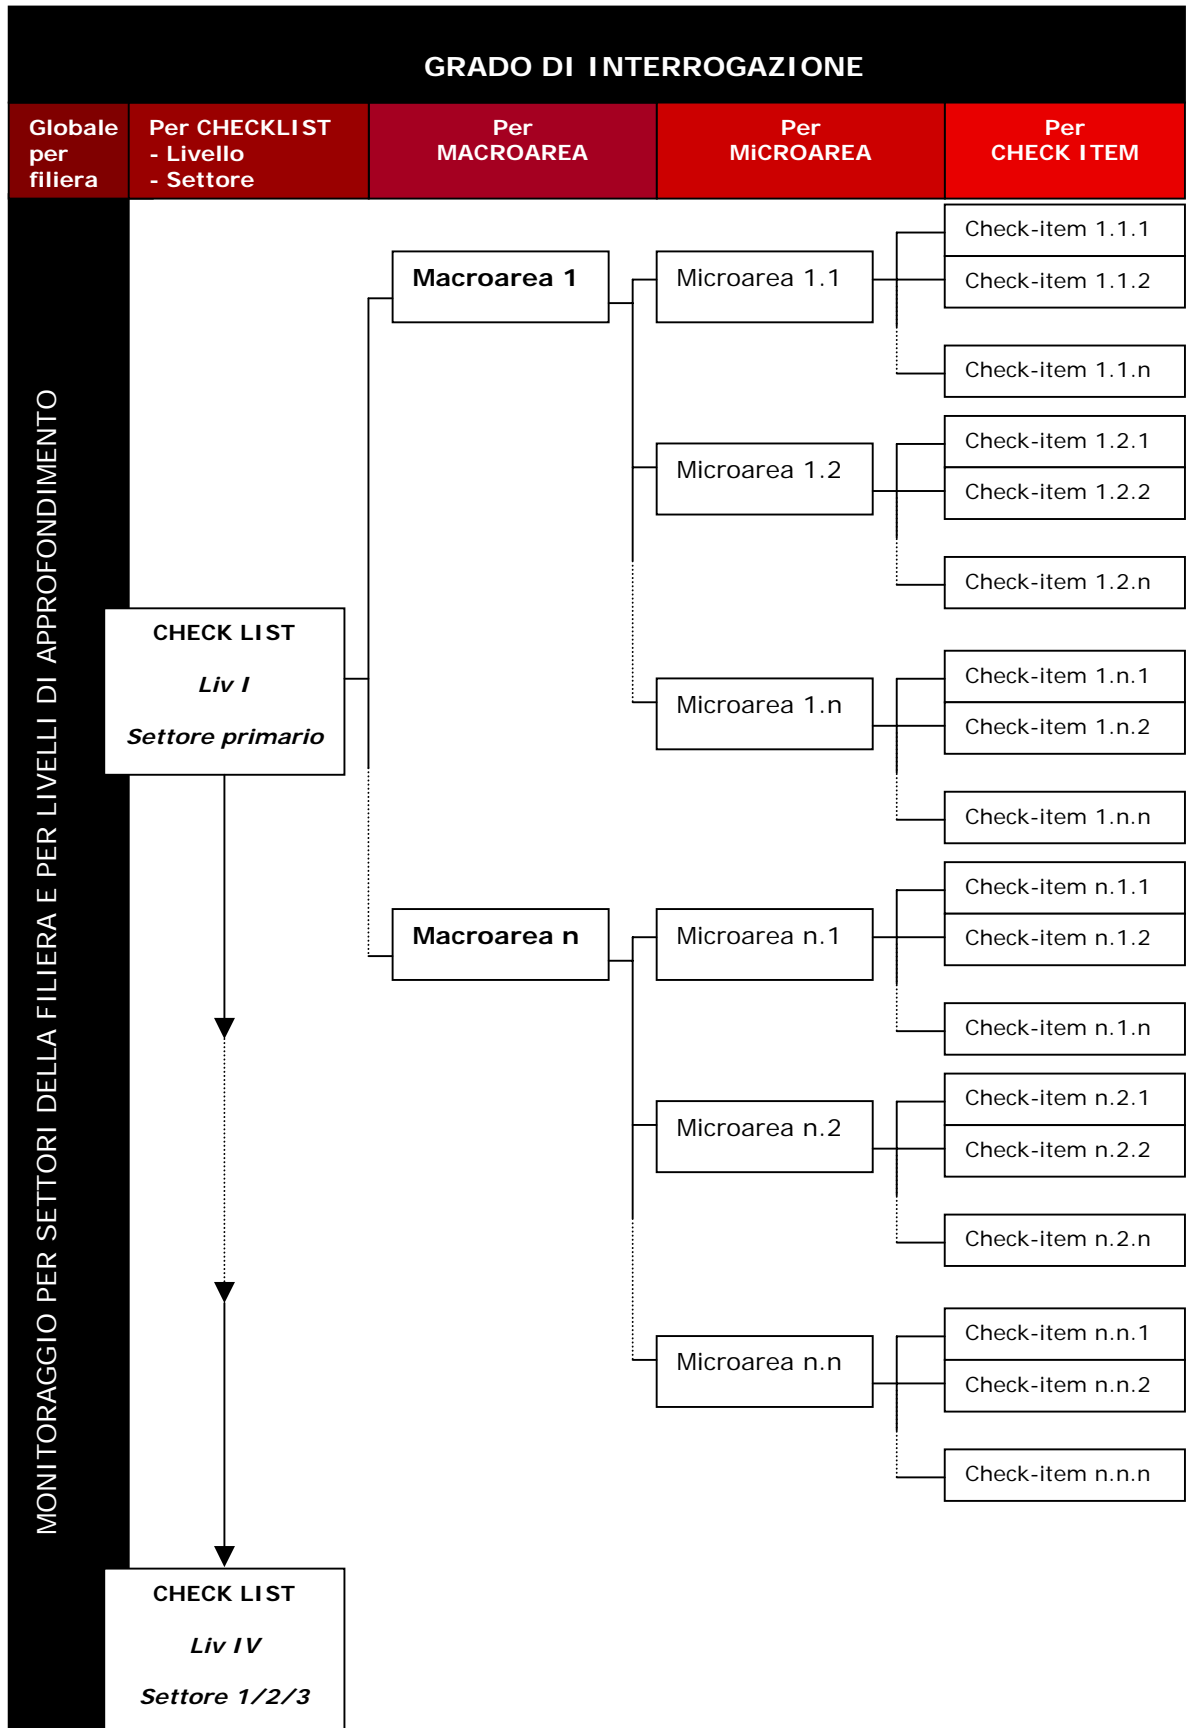 GRADO DI INTERROGAZIONE
Globale
per
filiera
Per CHECKLIST
- Livello
- Settore
Per
MACROAREA
Per
MiCROAREA
Per
CHECK ITEM
MONITORAGGIO PER SETTORI DELLA FILIERA E PER LIVELLI DI APPROFONDIMENTO
CHECK LIST
Liv I
Settore primario
Macroarea 1
Microarea 1.1
Check-item 1.1.1
Check-item 1.1.2
Check-item 1.1.n
Microarea 1.2
Check-item 1.2.1
Check-item 1.2.2
Check-item 1.2.n
Microarea 1.n
Check-item 1.n.1
Check-item 1.n.2
Check-item 1.n.n
Macroarea n
Microarea n.1
Check-item n.1.1
Check-item n.1.2
Check-item n.1.n
Microarea n.2
Check-item n.2.1
Check-item n.2.2
Check-item n.2.n
Microarea n.n
Check-item n.n.1
Check-item n.n.2
Check-item n.n.n
CHECK LIST
Liv IV
Settore 1/2/3